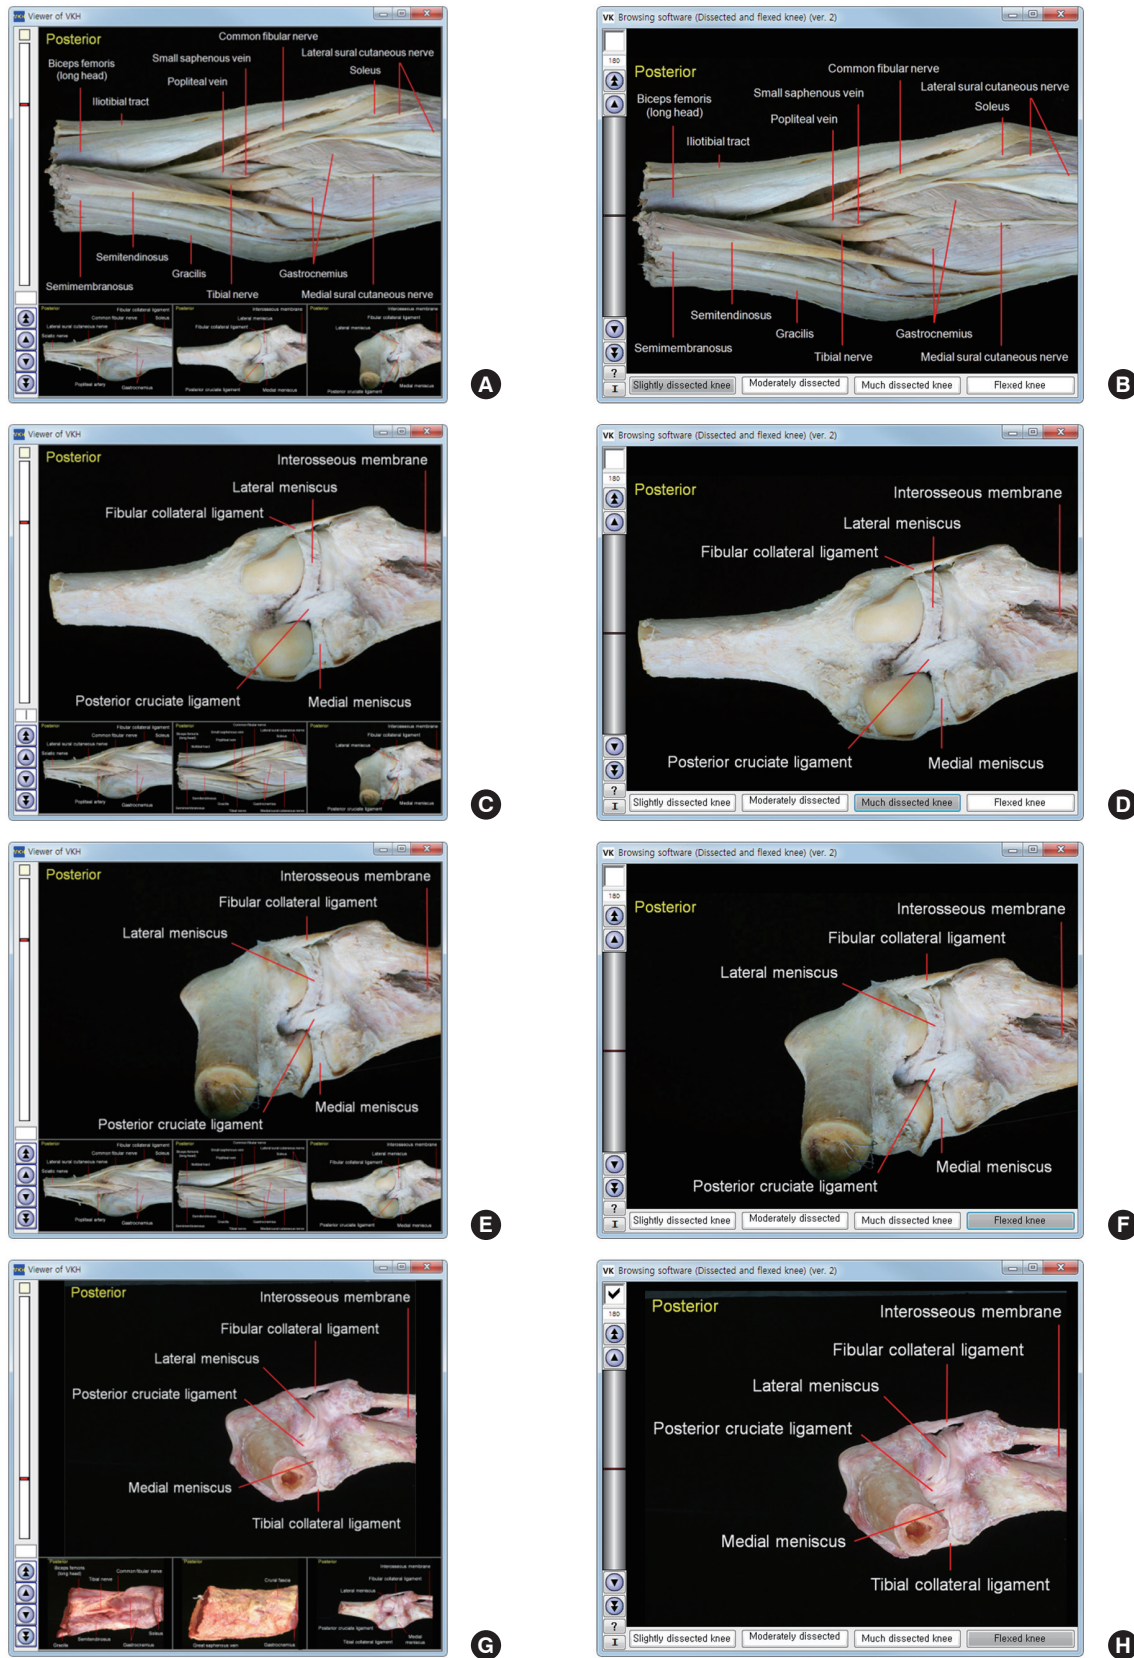 Viewer of VKH
Posterior
Common fibular nerve
Lateral sural cutaneous nerve
Small saphenous vein
Biceps femoris
(long head)
Soleus
Popliteal vein
Iliotibial tract
Semitendinosus
Gracilis
Gastrocnemius
Semimembranosus
Tibial nerve
Medial sural cutaneous nerve
A
VK Browsing software (Dissected and flexed knee) (ver. 2)
180
Posterior
Common fibular nerve
Lateral sural cutaneous nerve
Small saphenous vein
Biceps femoris
(long head)
Soleus
Popliteal vein
Iliotibial tract
Semitendinosus
Gracilis
Gastrocnemius
Semimembranosus
Tibial nerve
Medial sural cutaneous nerve
?
I
Slightly dissected knee
Moderately dissected
Much dissected knee
Flexed knee
B
Viewer of VKH
Posterior
Interosseous membrane
Lateral meniscus
Fibular collateral ligament
Posterior cruciate ligament
Medial meniscus
C
VK Browsing software (Dissected and flexed knee) (ver. 2)
180
Posterior
Interosseous membrane
Lateral meniscus
Fibular collateral ligament
Posterior cruciate ligament
Medial meniscus
?
I
Slightly dissected knee
Moderately dissected
Much dissected knee
Flexed knee
D
Viewer of VKH
Posterior
Interosseous membrane
Fibular collateral ligament
Lateral meniscus
Medial meniscus
Posterior cruciate ligament
E
VK Browsing software (Dissected and flexed knee) (ver. 2)
180
Posterior
Interosseous membrane
Fibular collateral ligament
Lateral meniscus
Medial meniscus
Posterior cruciate ligament
?
I
Slightly dissected knee
Moderately dissected
Much dissected knee
Flexed knee
F
Viewer of VKH
Posterior
Interosseous membrane
Fibular collateral ligament
Lateral meniscus
Posterior cruciate ligament
Medial meniscus
Tibial collateral ligament
G
VK Browsing software (Dissected and flexed knee) (ver. 2)
180
Posterior
Interosseous membrane
Fibular collateral ligament
Lateral meniscus
Posterior cruciate ligament
Medial meniscus
Tibial collateral ligament
?
I
Slightly dissected knee
Moderately dissected
Much dissected knee
Flexed knee
H